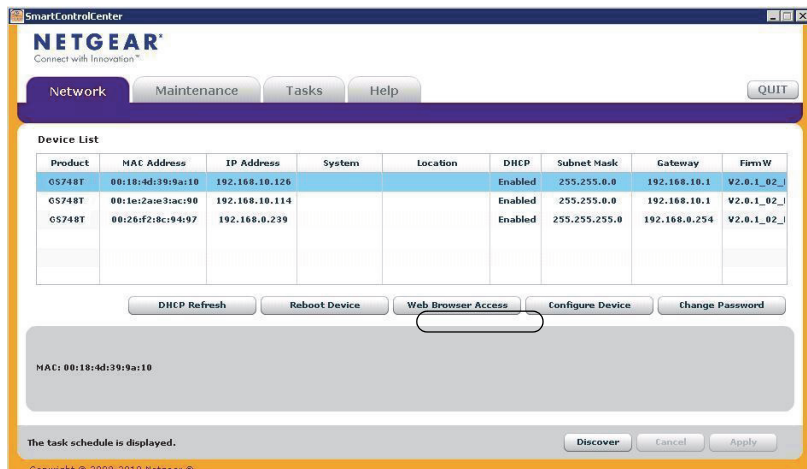 SmartControlCenter
NETGEAR®
Connect with Innovation™
Network Maintenance Tasks Help QUIT
Device List
Product MAC Address IP Address System Location DHCP Subnet Mask Gateway FirmW
GS748T 00:18:4d:39:9a:10 192.168.10.126 Enabled 255.255.0.0 192.168.10.1 V2.0.1_02_
GS748T 00:1e:2a:e3:ac:90 192.168.10.114 Enabled 255.255.0.0 192.168.10.1 V2.0.1_02_
GS748T 00:26:f2:8c:94:97 192.168.0.239 Enabled 255.255.255.0 192.168.0.254 V2.0.1_02_
DHCP Refresh Reboot Device Web Browser Access Configure Device Change Password
MAC: 00:18:4d:39:9a:10
The task schedule is displayed. Discover Cancel Apply
Copyright © Netgear ®